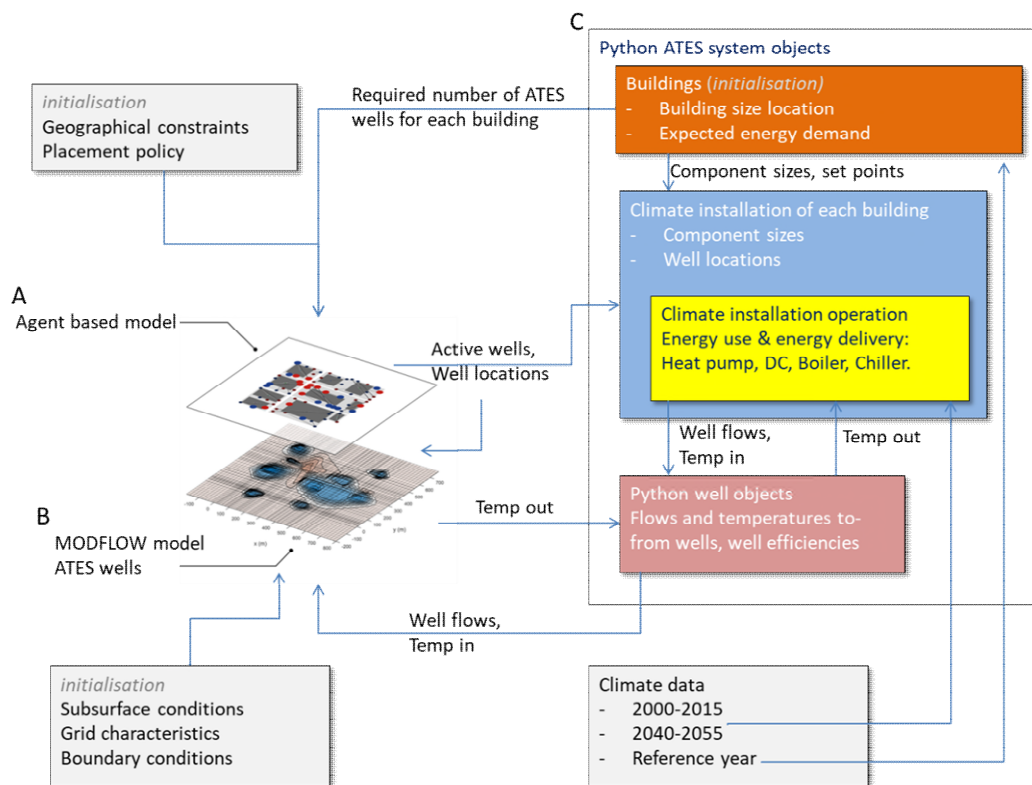 C
Python ATES system objects
initialisation
Geographical constraints
Placement policy
Required number of ATES
wells for each building
Buildings (initialisation)
- Building size location
- Expected energy demand
Component sizes, set points
Climate installation of each building
- Component sizes
- Well locations
A
Agent based model
Active wells,
Well locations
Climate installation operation
Energy use & energy delivery:
Heat pump, DC, Boiler, Chiller.
Well flows,
Temp in
Temp out
B
MODFLOW model
ATES wells
x (m)
y (m)
Temp out
Python well objects
Flows and temperatures to-
from wells, well efficiencies
Well flows,
Temp in
initialisation
Subsurface conditions
Grid characteristics
Boundary conditions
Climate data
- 2000-2015
- 2040-2055
- Reference year